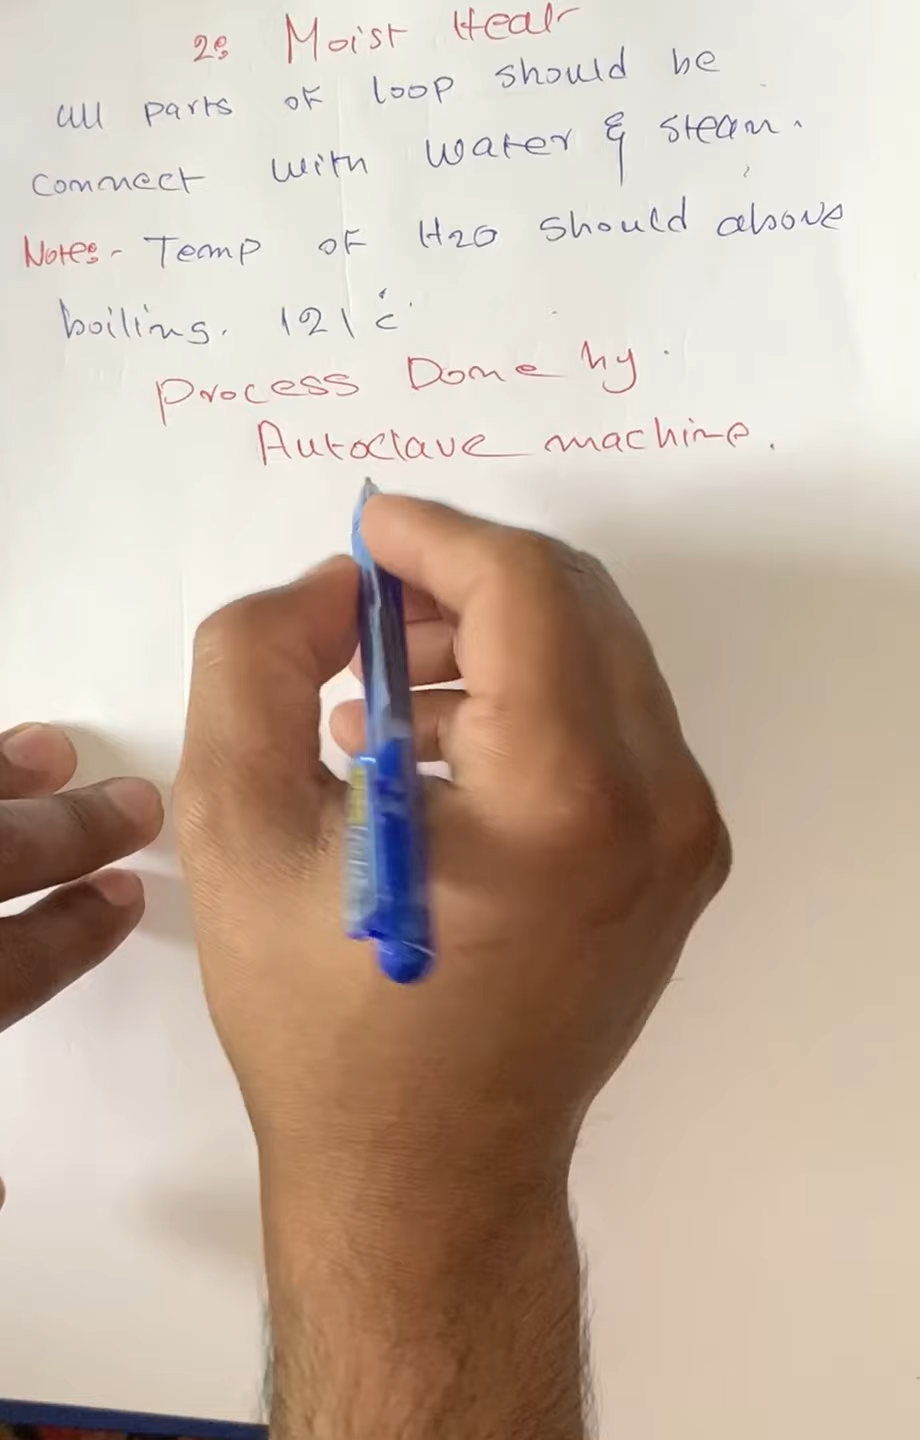 2: Moist Heat
all parts of loop should be
connect with water & steam.
Notes:- Temp of H2O should above
boiling. 121 c
Process Done by.
Autoclave machine.